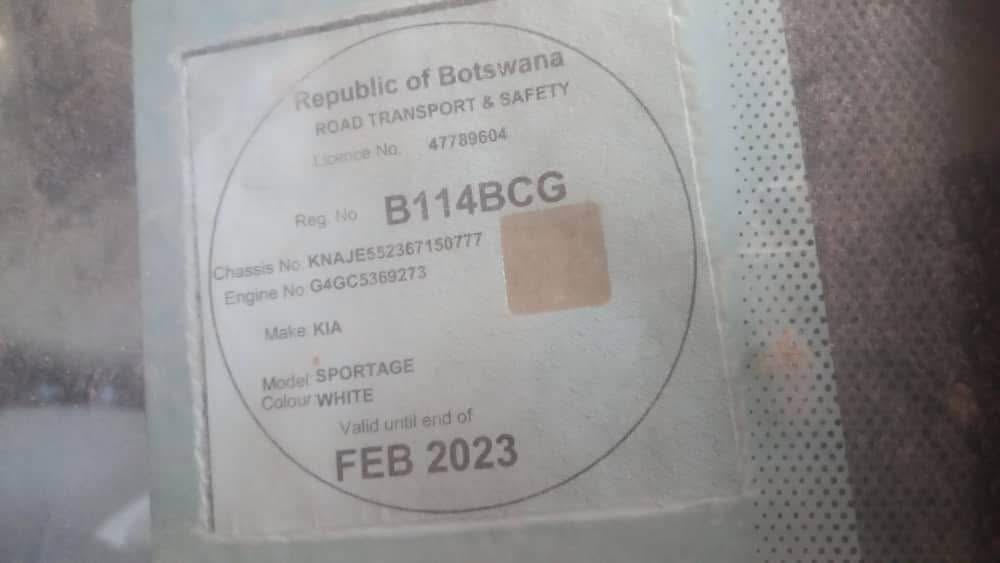 Republic of Botswana
ROAD TRANSPORT & SAFETY
Licence No. 47789604
Reg. No B114BCG
Chassis No. KNAJE552367150777
Engine No G4GC5369273
Make KIA
Model: SPORTAGE
Colour: WHITE
Valid until end of
FEB 2023